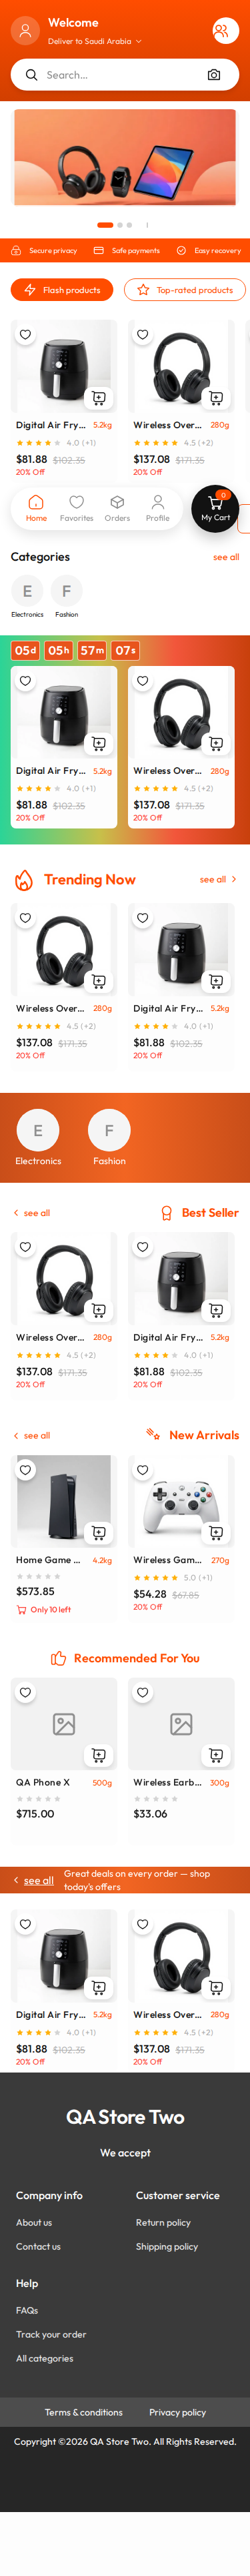 Welcome
Deliver to Saudi Arabia
Search...
Secure privacy
Safe payments
Easy recovery
Flash products
Top-rated products
Digital Air Fry... 5.2kg
4.0 (+1)
$81.88 $102.35
20% Off
Wireless Over... 280g
4.5 (+2)
$137.08 $171.35
20% Off
Home
Favorites
Orders
Profile
0
My Cart
Categories
see all
E
F
Electronics
Fashion
05d 05h 57m 07s
Digital Air Fry... 5.2kg
4.0 (+1)
$81.88 $102.35
20% Off
Wireless Over... 280g
4.5 (+2)
$137.08 $171.35
20% Off
Trending Now
see all
Wireless Over... 280g
4.5 (+2)
$137.08 $171.35
20% Off
Digital Air Fry... 5.2kg
4.0 (+1)
$81.88 $102.35
20% Off
E
F
Electronics
Fashion
see all
Best Seller
Wireless Over... 280g
4.5 (+2)
$137.08 $171.35
20% Off
Digital Air Fry... 5.2kg
4.0 (+1)
$81.88 $102.35
20% Off
see all
New Arrivals
Home Game ... 4.2kg
$573.85
Only 10 left
Wireless Gam... 270g
5.0 (+1)
$54.28 $67.85
20% Off
Recommended For You
QA Phone X 500g
$715.00
Wireless Earb... 300g
$33.06
see all
Great deals on every order — shop
today's offers
Digital Air Fry... 5.2kg
4.0 (+1)
$81.88 $102.35
20% Off
Wireless Over... 280g
4.5 (+2)
$137.08 $171.35
20% Off
QA Store Two
We accept
Company info
Customer service
About us
Return policy
Contact us
Shipping policy
Help
FAQs
Track your order
All categories
Terms & conditions
Privacy policy
Copyright ©2026 QA Store Two. All Rights Reserved.